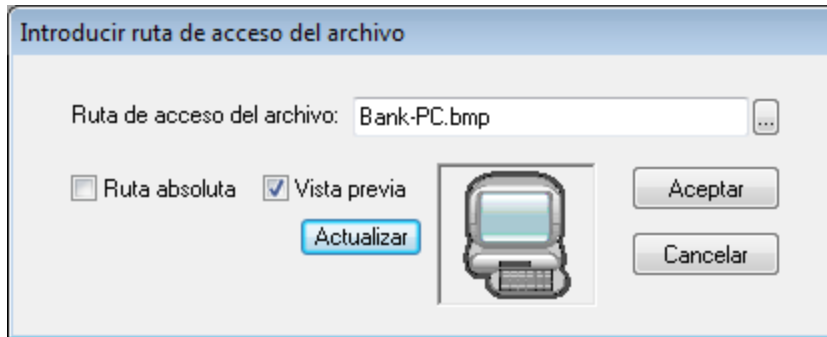 Introducir ruta de acceso del archivo
Ruta de acceso del archivo: Bank-PC.bmp ...
Ruta absoluta Vista previa Aceptar
Actualizar
Cancelar